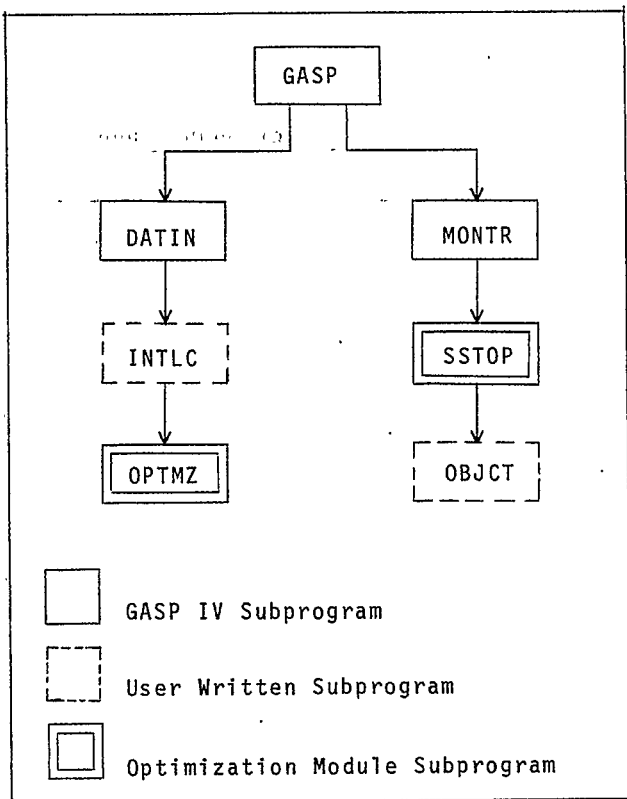 GASP
DATIN
MONTR
INTLC
SSTOP
OPTMZ
OBJCT
GASP IV Subprogram
User Written Subprogram
Optimization Module Subprogram